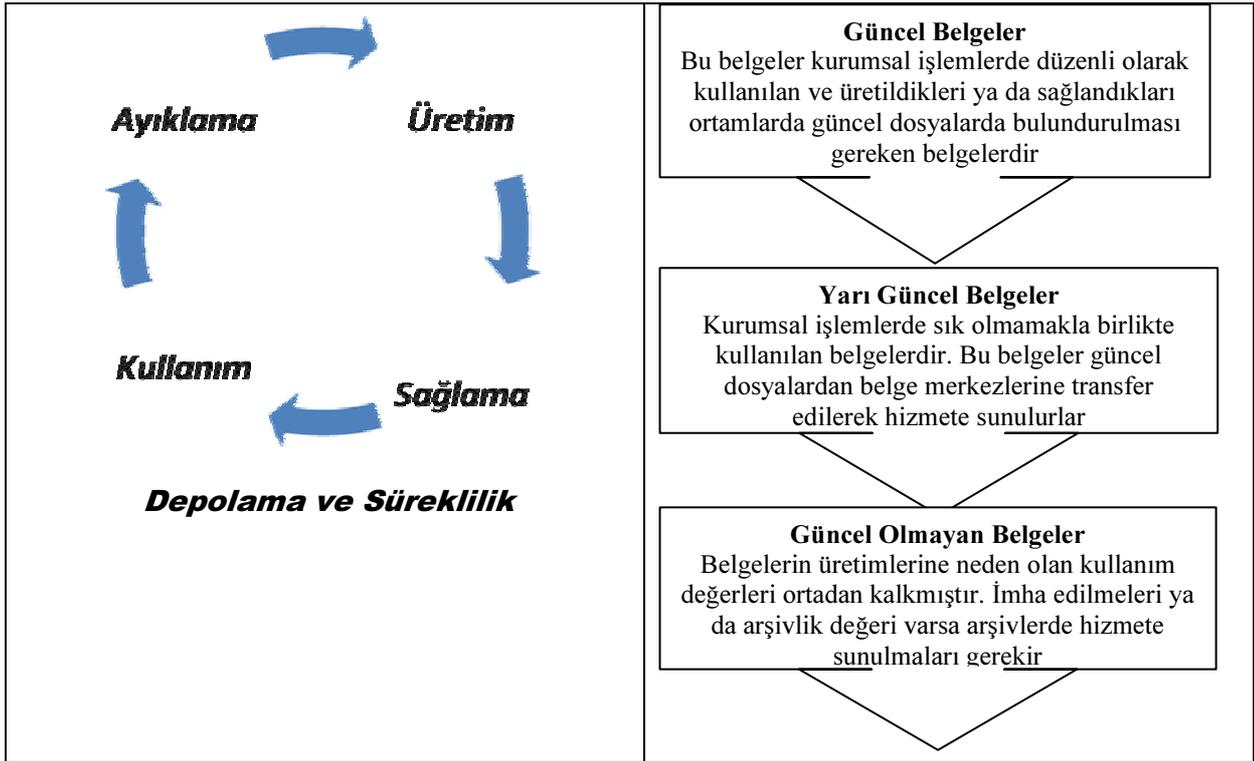 Ayıklama
Üretim
Kullanım
Sağlama
Depolama ve Süreklilik
Güncel Belgeler
Bu belgeler kurumsal işlemlerde düzenli olarak
kullanılan ve üretildikleri ya da sağlandıkları
ortamlarda güncel dosyalarda bulundurulması
gereken belgelerdir
Yarı Güncel Belgeler
Kurumsal işlemlerde sık olmamakla birlikte
kullanılan belgelerdir. Bu belgeler güncel
dosyalardan belge merkezlerine transfer
edilerek hizmete sunulurlar
Güncel Olmayan Belgeler
Belgelerin üretimlerine neden olan kullanım
değerleri ortadan kalkmıştır. İmha edilmeleri ya
da arşivlik değeri varsa arşivlerde hizmete
sunulmaları gerekir